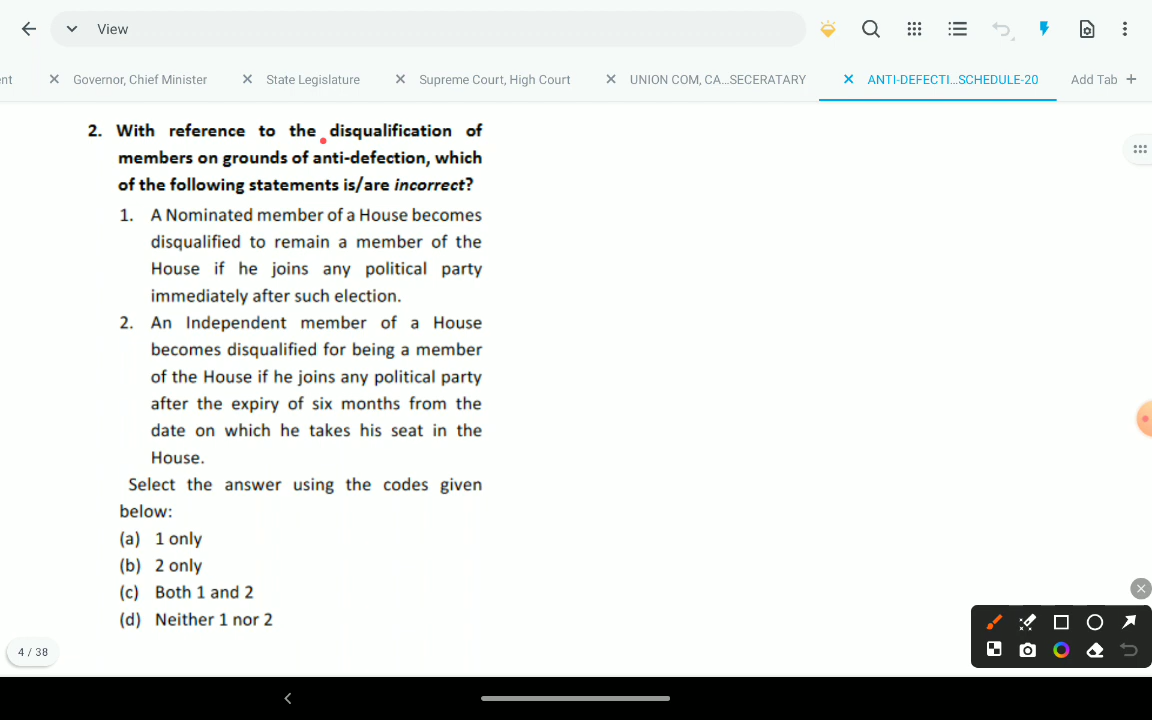 View
nt
Governor, Chief Minister
State Legislature
Supreme Court, High Court
UNION COM, CA...SECERATARY
ANTI-DEFECTI...SCHEDULE-20
Add Tab +
2. With reference to the disqualification of
members on grounds of anti-defection, which
of the following statements is/are incorrect?
1. A Nominated member of a House becomes
disqualified to remain a member of the
House if he joins any political party
immediately after such election.
2. An Independent member of a House
becomes disqualified for being a member
of the House if he joins any political party
after the expiry of six months from the
date on which he takes his seat in the
House.
Select the answer using the codes given
below:
(a) 1 only
(b) 2 only
(c) Both 1 and 2
(d) Neither 1 nor 2
4 / 38